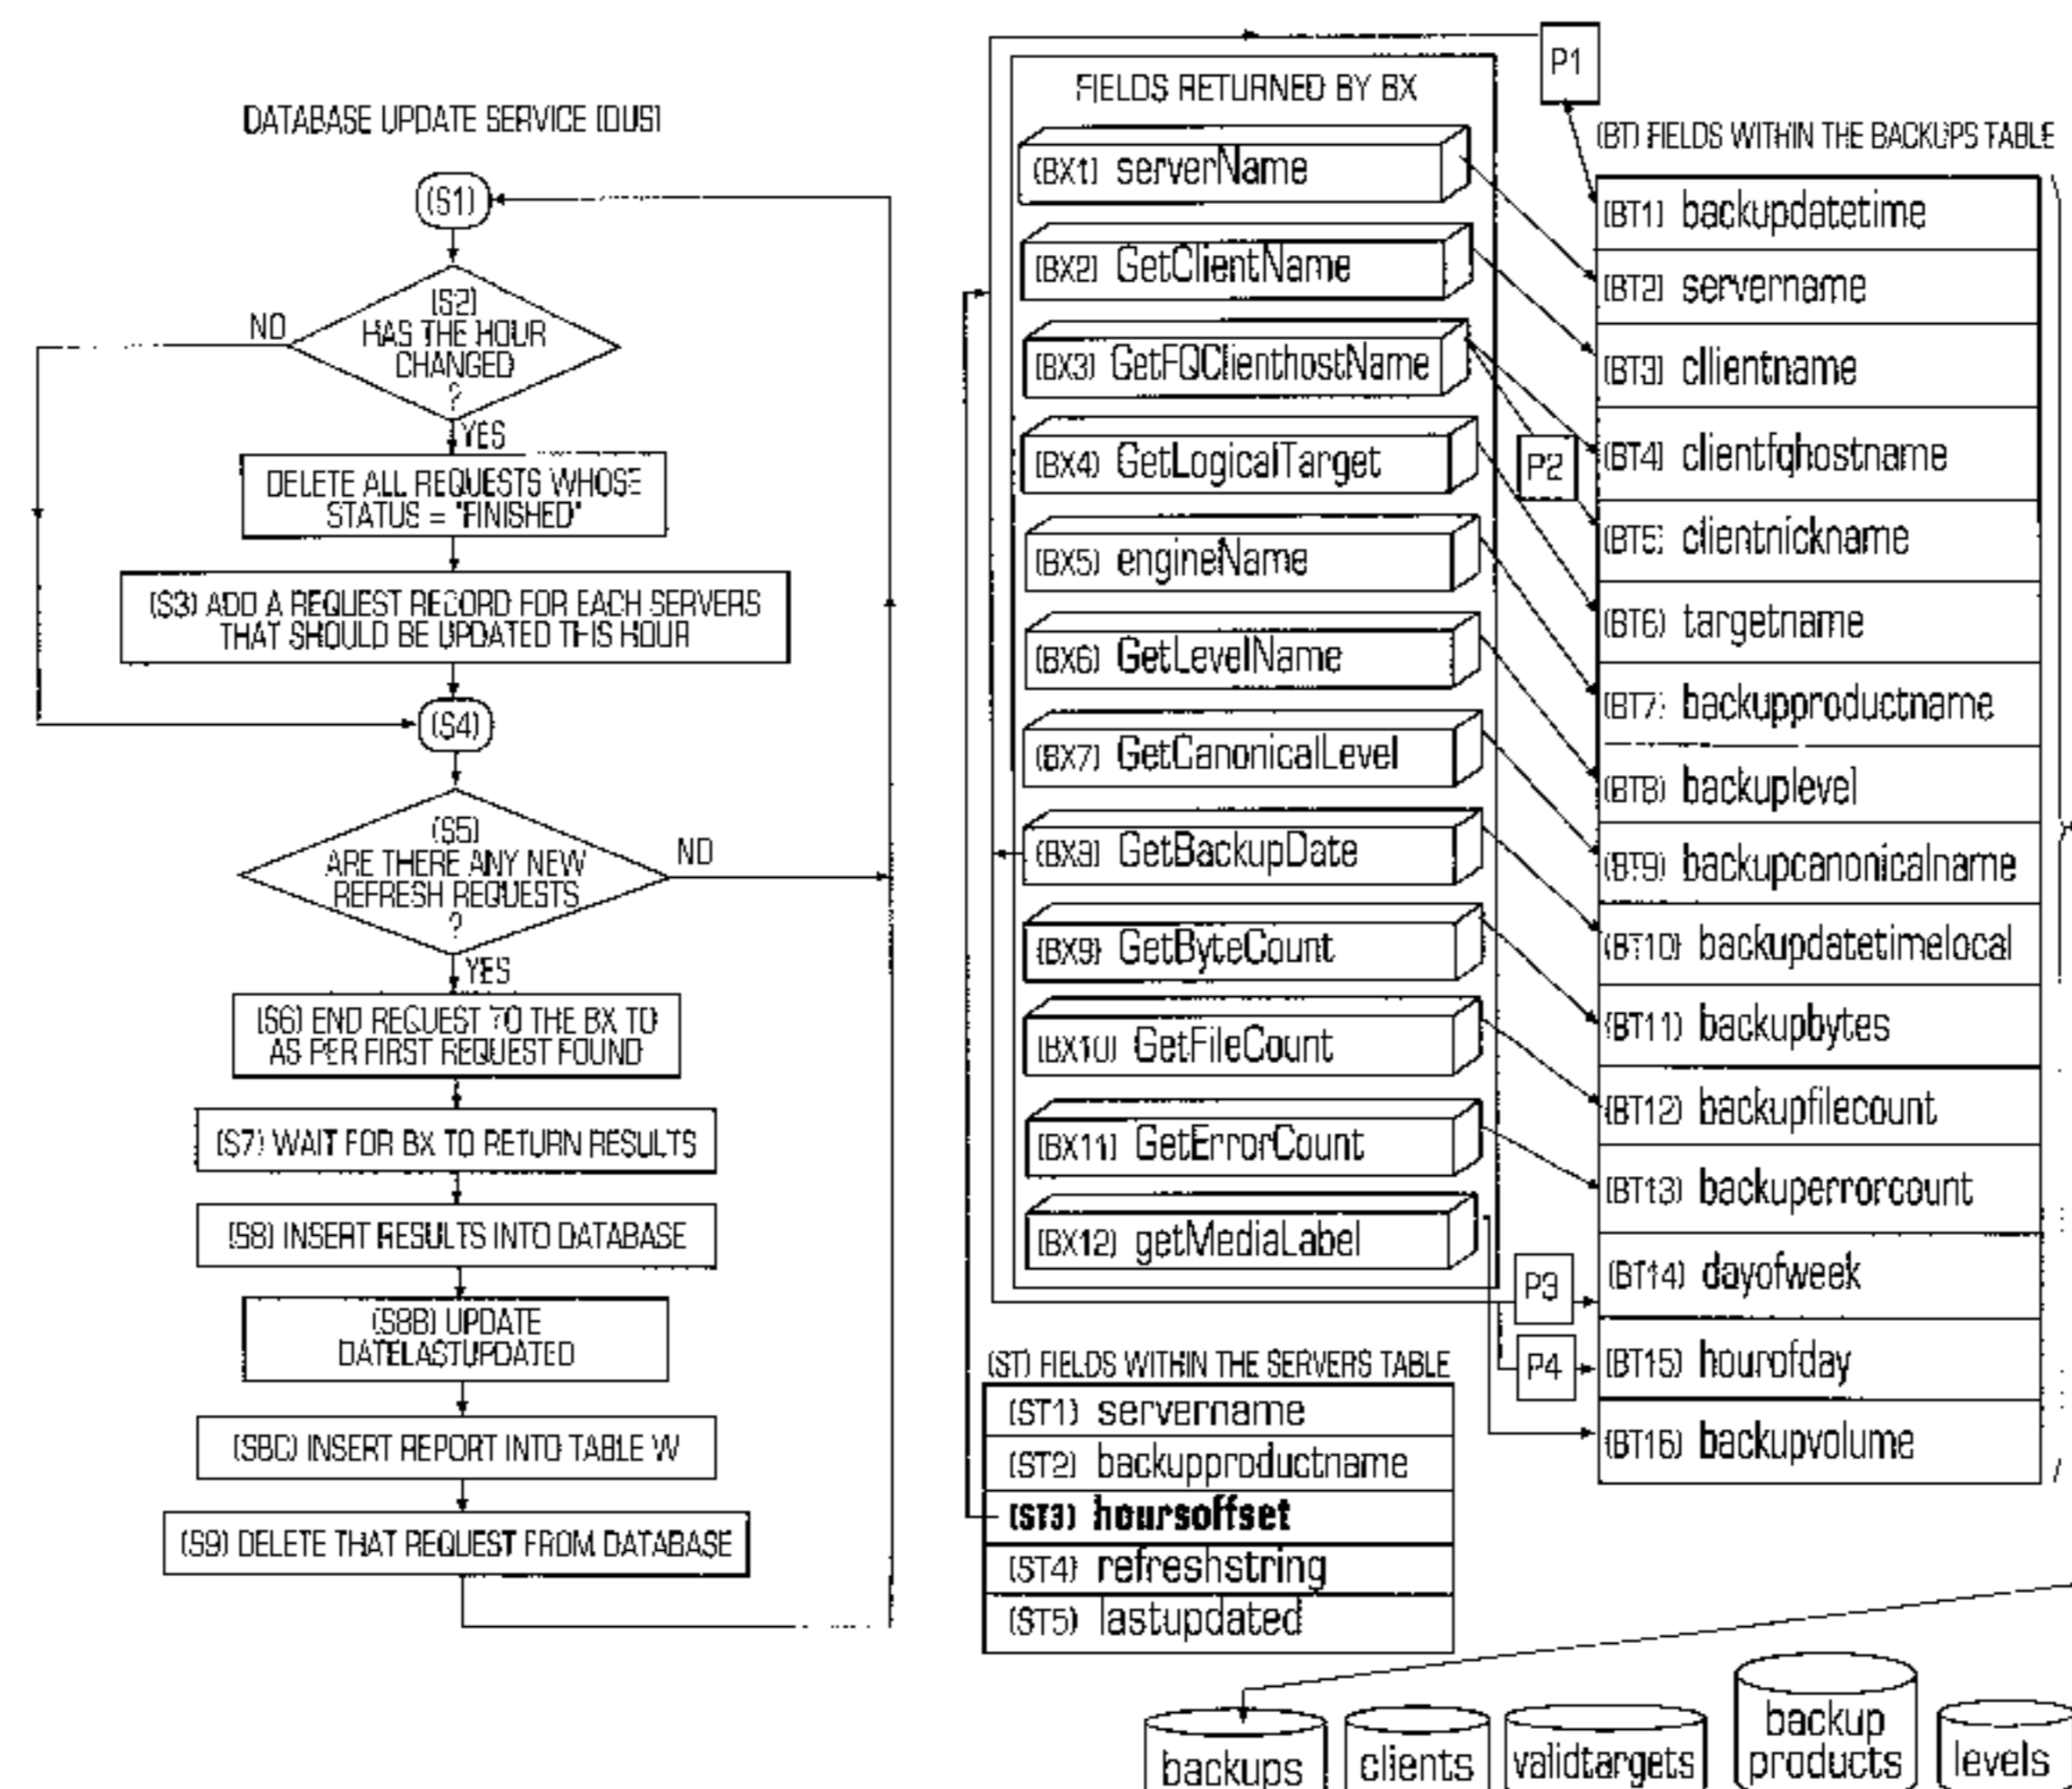 DATABASE UPDATE SERVICE (DUS)
(S1)
(S2)
HAS THE HOUR
CHANGED
?
NO
YES
DELETE ALL REQUESTS WHOSE
STATUS = "FINISHED"
(S3) ADD A REQUEST RECORD FOR EACH SERVERS
THAT SHOULD BE UPDATED THIS HOUR
(S4)
(S5)
ARE THERE ANY NEW
REFRESH REQUESTS
?
NO
YES
(S6) END REQUEST TO THE BX TO
AS PER FIRST REQUEST FOUND
(S7) WAIT FOR BX TO RETURN RESULTS
(S8) INSERT RESULTS INTO DATABASE
(S8B) UPDATE
DATELASTUPDATED
(S8C) INSERT REPORT INTO TABLE W
(S9) DELETE THAT REQUEST FROM DATABASE
FIELDS RETURNED BY BX
(BX1) serverName
(BX2) GetClientName
(BX3) GetFQClienthostName
(BX4) GetLogicalTarget
(BX5) engineName
(BX6) GetLevelName
(BX7) GetCanonicalLevel
(BX8) GetBackupDate
(BX9) GetByteCount
(BX10) GetFileCount
(BX11) GetErrorCount
(BX12) getMediaLabel
P1
P2
P3
P4
(ST) FIELDS WITHIN THE SERVERS TABLE
(ST1) servername
(ST2) backupproductname
(ST3) hoursoffset
(ST4) refreshstring
(ST5) lastupdated
(BT) FIELDS WITHIN THE BACKUPS TABLE
(BT1) backupdatetime
(BT2) servername
(BT3) cllientname
(BT4) clientfqhostname
(BT5) clientnickname
(BT6) targetname
(BT7) backupproductname
(BT8) backuplevel
(BT9) backupcanonicalname
(BT10) backupdatetimelocal
(BT11) backupbytes
(BT12) backupfilecount
(BT13) backuperrorcount
(BT14) dayofweek
(BT15) hourofday
(BT16) backupvolume
backups
clients
validtargets
backup
products
levels